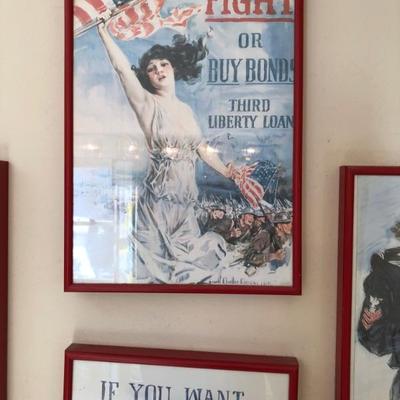 FIGHT
OR
BUY BONDS
THIRD
LIBERTY LOAN
IF YOU WANT